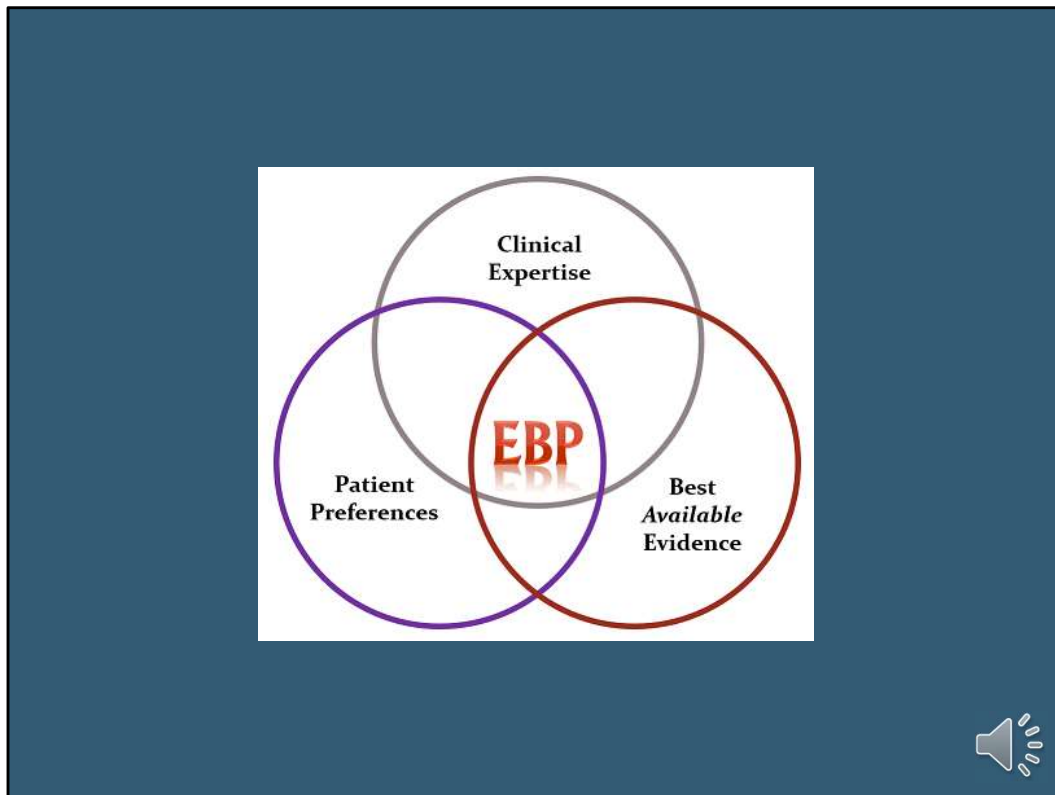 Clinical
Expertise
EBP
Patient
Preferences
Best
Available
Evidence